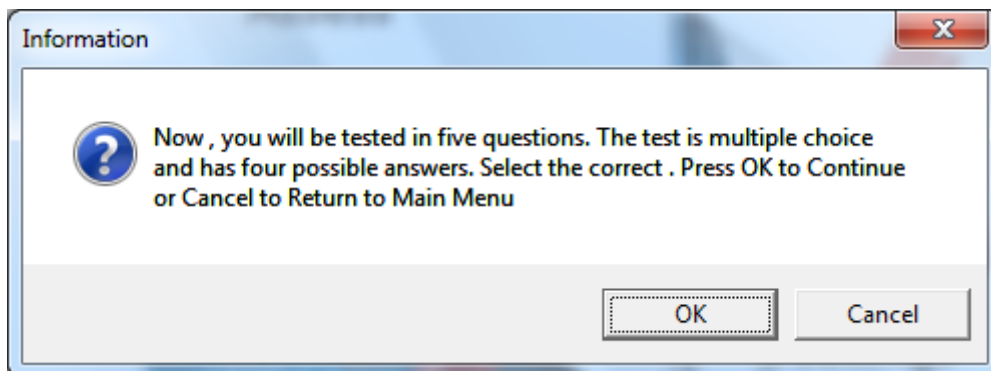 Information
Now , you will be tested in five questions. The test is multiple choice
and has four possible answers. Select the correct . Press OK to Continue
or Cancel to Return to Main Menu
OK
Cancel